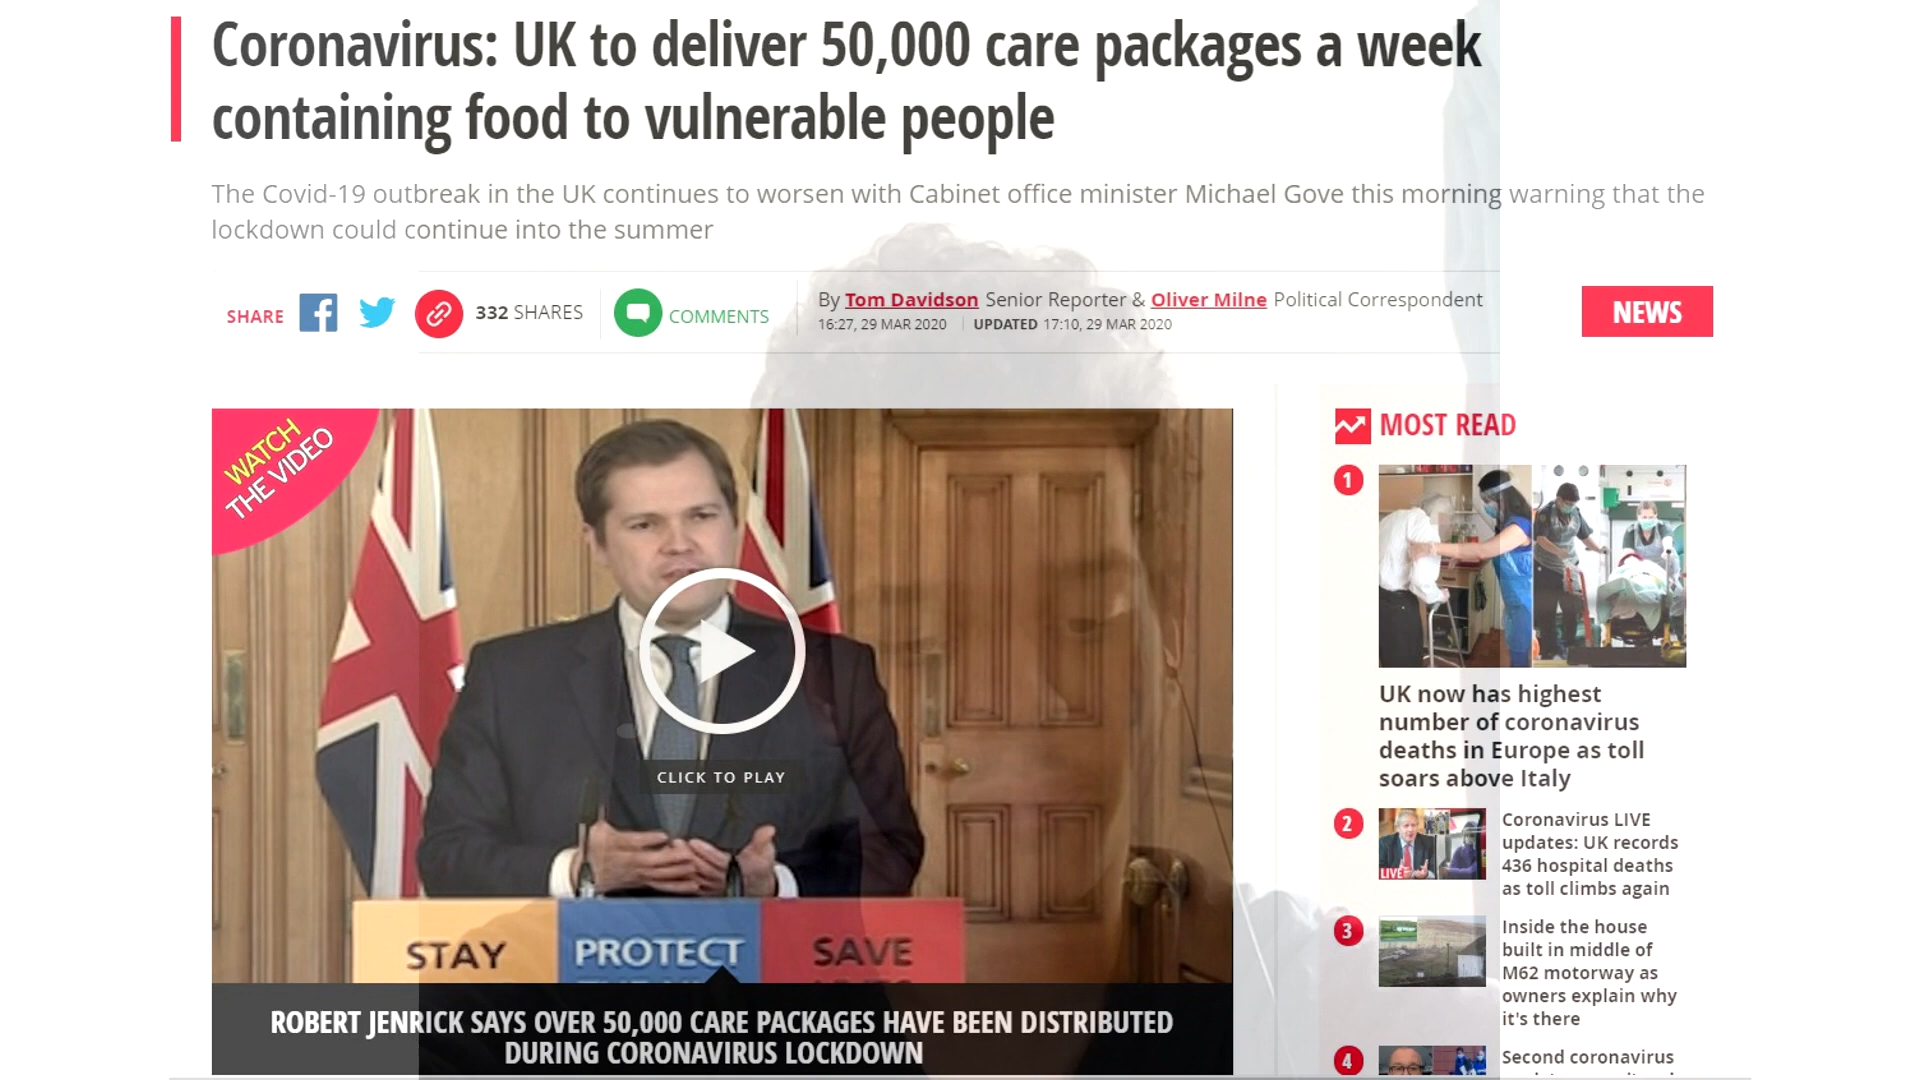 Coronavirus: UK to deliver 50,000 care packages a week
containing food to vulnerable people
The Covid-19 outbreak in the UK continues to worsen with Cabinet office minister Michael Gove this morning warning that the
lockdown could continue into the summer
SHARE
332 SHARES
COMMENTS
By Tom Davidson Senior Reporter & Oliver Milne Political Correspondent
16:27, 29 MAR 2020 UPDATED 17:10, 29 MAR 2020
NEWS
WATCH
THE VIDEO
CLICK TO PLAY
STAY PROTECT SAVE
ROBERT JENRICK SAYS OVER 50,000 CARE PACKAGES HAVE BEEN DISTRIBUTED
DURING CORONAVIRUS LOCKDOWN
MOST READ
1
UK now has highest
number of coronavirus
deaths in Europe as toll
soars above Italy
2
LIVE
Coronavirus LIVE
updates: UK records
436 hospital deaths
as toll climbs again
3
Inside the house
built in middle of
M62 motorway as
owners explain why
it's there
4
Second coronavirus